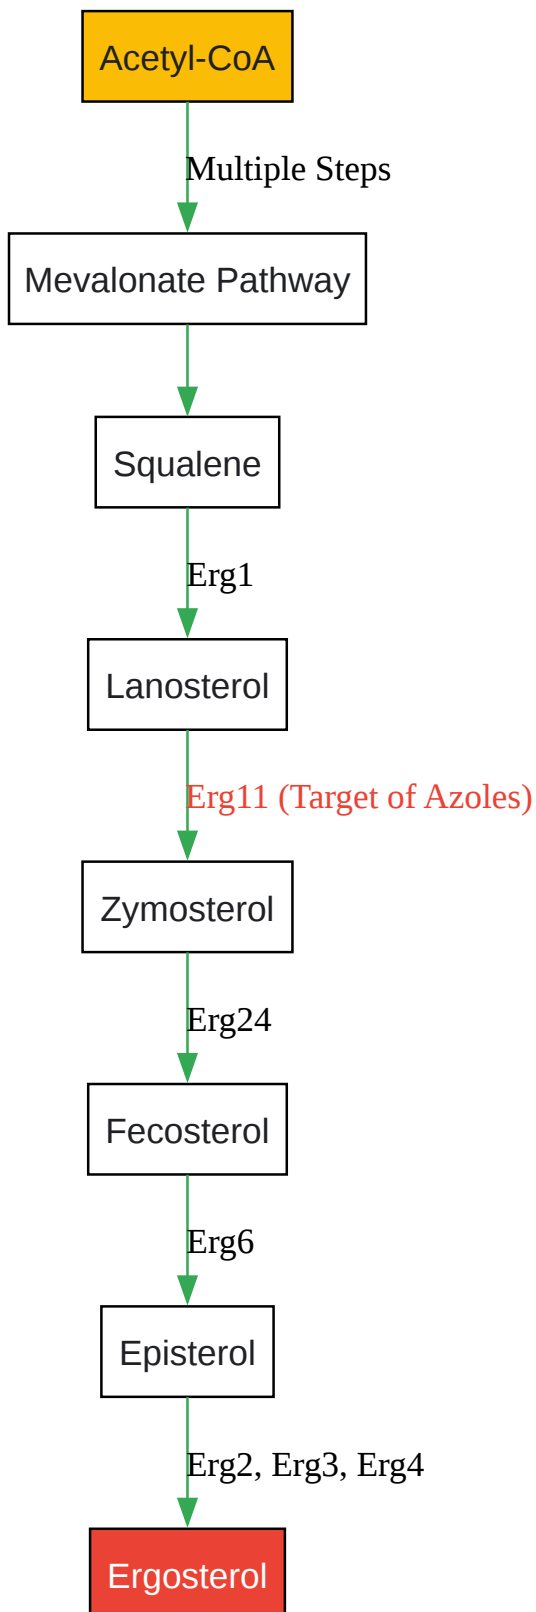 Acetyl-CoA
Multiple Steps
Mevalonate Pathway
Squalene
Erg1
Lanosterol
Erg11 (Target of Azoles)
Zymosterol
Erg24
Fecosterol
Erg6
Episterol
Erg2, Erg3, Erg4
Ergosterol